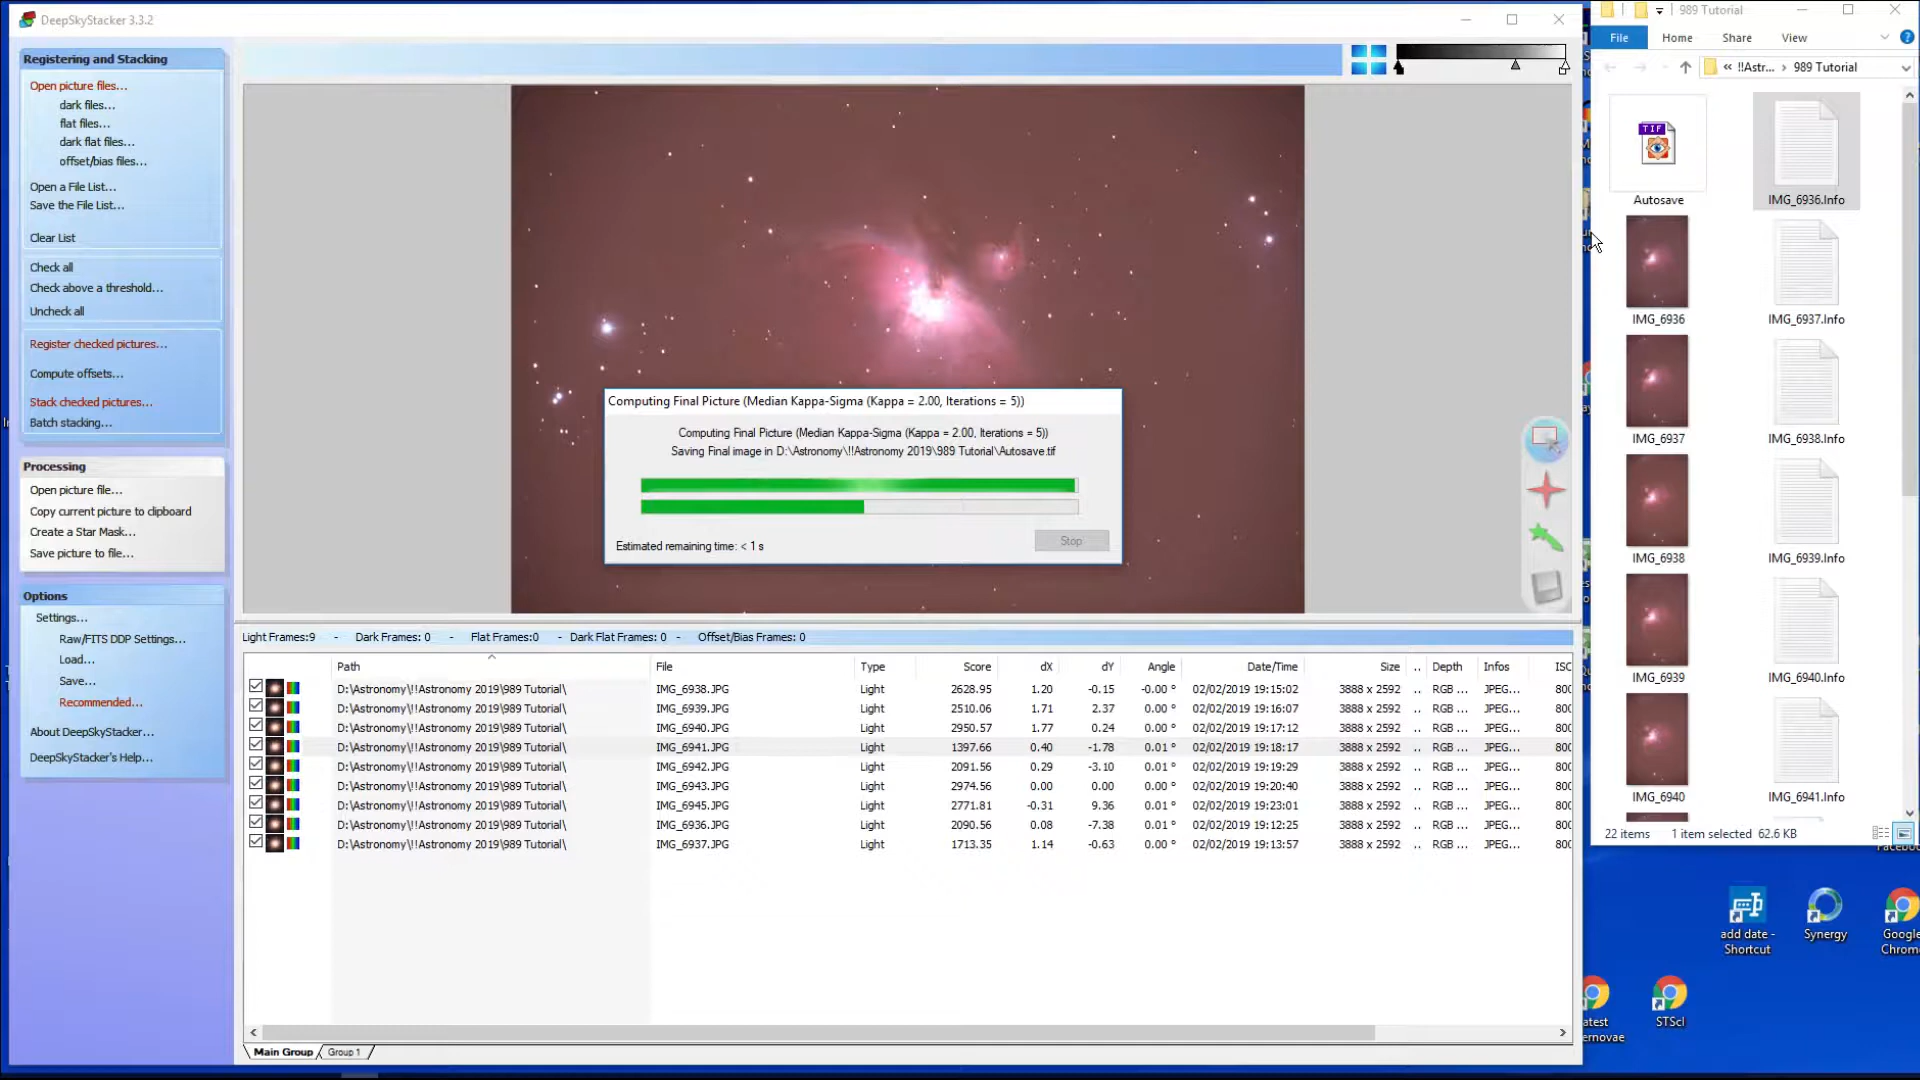 DeepSkyStacker 3.3.2
Registering and Stacking
Open picture files...
dark files...
flat files...
dark flat files...
offset/bias files...
Open a File List...
Save the File List...
Clear List
Check all
Check above a threshold...
Uncheck all
Register checked pictures...
Compute offsets...
Stack checked pictures...
Batch stacking...
Processing
Open picture file...
Copy current picture to clipboard
Create a Star Mask...
Save picture to file...
Options
Settings...
Raw/FITS DDP Settings...
Load...
Save...
Recommended...
About DeepSkyStacker...
DeepSkyStacker's Help...
Computing Final Picture (Median Kappa-Sigma (Kappa = 2.00, Iterations = 5))
Computing Final Picture (Median Kappa-Sigma (Kappa = 2.00, Iterations = 5))
Saving Final image in D:\Astronomy\!!Astronomy 2019\989 Tutorial\Autosave.tif
Estimated remaining time: < 1 s
Stop
Light Frames:9 - Dark Frames: 0 - Flat Frames:0 - Dark Flat Frames: 0 - Offset/Bias Frames: 0
Path File Type Score dX dY Angle Date/Time Size .. Depth Infos ISO
D:\Astronomy\!!Astronomy 2019\989 Tutorial\ IMG_6938.JPG Light 2628.95 1.20 -0.15 -0.00 ° 02/02/2019 19:15:02 3888 x 2592 .. RGB ... JPEG... 800
D:\Astronomy\!!Astronomy 2019\989 Tutorial\ IMG_6939.JPG Light 2510.06 1.71 2.37 0.00 ° 02/02/2019 19:16:07 3888 x 2592 .. RGB ... JPEG... 800
D:\Astronomy\!!Astronomy 2019\989 Tutorial\ IMG_6940.JPG Light 2950.57 1.77 0.24 0.00 ° 02/02/2019 19:17:12 3888 x 2592 .. RGB ... JPEG... 800
D:\Astronomy\!!Astronomy 2019\989 Tutorial\ IMG_6941.JPG Light 1397.66 0.40 -1.78 0.01 ° 02/02/2019 19:18:17 3888 x 2592 .. RGB ... JPEG... 800
D:\Astronomy\!!Astronomy 2019\989 Tutorial\ IMG_6942.JPG Light 2091.56 0.29 -3.10 0.01 ° 02/02/2019 19:19:29 3888 x 2592 .. RGB ... JPEG... 800
D:\Astronomy\!!Astronomy 2019\989 Tutorial\ IMG_6943.JPG Light 2974.56 0.00 0.00 0.00 ° 02/02/2019 19:20:40 3888 x 2592 .. RGB ... JPEG... 800
D:\Astronomy\!!Astronomy 2019\989 Tutorial\ IMG_6945.JPG Light 2771.81 -0.31 9.36 0.01 ° 02/02/2019 19:23:01 3888 x 2592 .. RGB ... JPEG... 800
D:\Astronomy\!!Astronomy 2019\989 Tutorial\ IMG_6936.JPG Light 2090.56 0.08 -7.38 0.01 ° 02/02/2019 19:12:25 3888 x 2592 .. RGB ... JPEG... 800
D:\Astronomy\!!Astronomy 2019\989 Tutorial\ IMG_6937.JPG Light 1713.35 1.14 -0.63 0.00 ° 02/02/2019 19:13:57 3888 x 2592 .. RGB ... JPEG... 800
Main Group Group 1
989 Tutorial
File Home Share View
« !!Astr... › 989 Tutorial
TIF
Autosave IMG_6936.Info
IMG_6936 IMG_6937.Info
IMG_6937 IMG_6938.Info
IMG_6938 IMG_6939.Info
IMG_6939 IMG_6940.Info
IMG_6940 IMG_6941.Info
22 items 1 item selected 62.6 KB
Facebook
add date - Shortcut
Synergy
Google Chrome
STScI